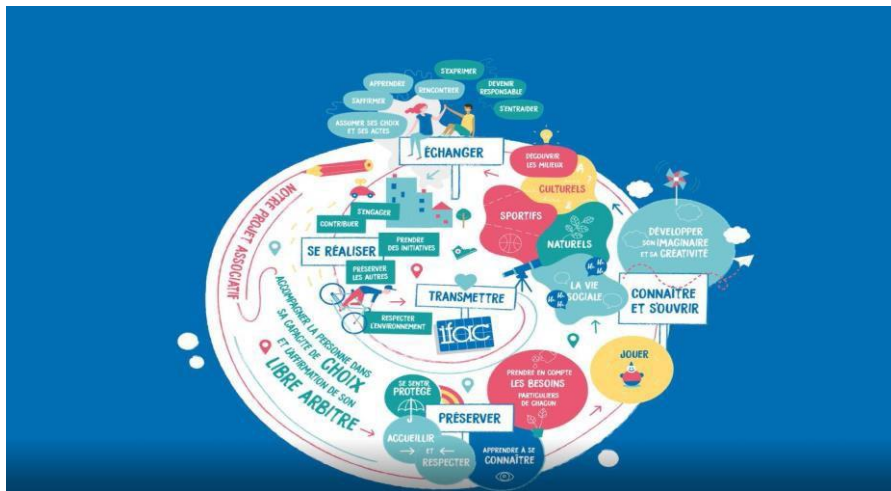 NOTRE PROJET ASSOCIATIF
ACCOMPAGNER LA PERSONNE DANS
SA CAPACITÉ DE CHOIX
ET L'AFFIRMATION DE SON
LIBRE ARBITRE
PRÉSERVER
SE SENTIR
PROTÉGÉ
ACCUEILLIR
ET
RESPECTER
PRENDRE EN COMPTE
LES BESOINS
PARTICULIERS
DE CHACUN
APPRENDRE À SE
CONNAÎTRE
CONNAÎTRE
ET S'OUVRIR
JOUER
DÉVELOPPER
SON IMAGINAIRE
ET SA CRÉATIVITÉ
DÉCOUVRIR
LES MILIEUX
CULTURELS
SPORTIFS
NATURELS
LA VIE
SOCIALE
ÉCHANGER
S'EXPRIMER
APPRENDRE
RENCONTRER
DEVENIR
RESPONSABLE
S'AFFIRMER
S'ENTRAIDER
ASSUMER SES CHOIX
ET SES ACTES
SE RÉALISER
S'ENGAGER
CONTRIBUER
PRENDRE
DES INITIATIVES
PRÉSERVER
LES AUTRES
RESPECTER
L'ENVIRONNEMENT
TRANSMETTRE
ifac